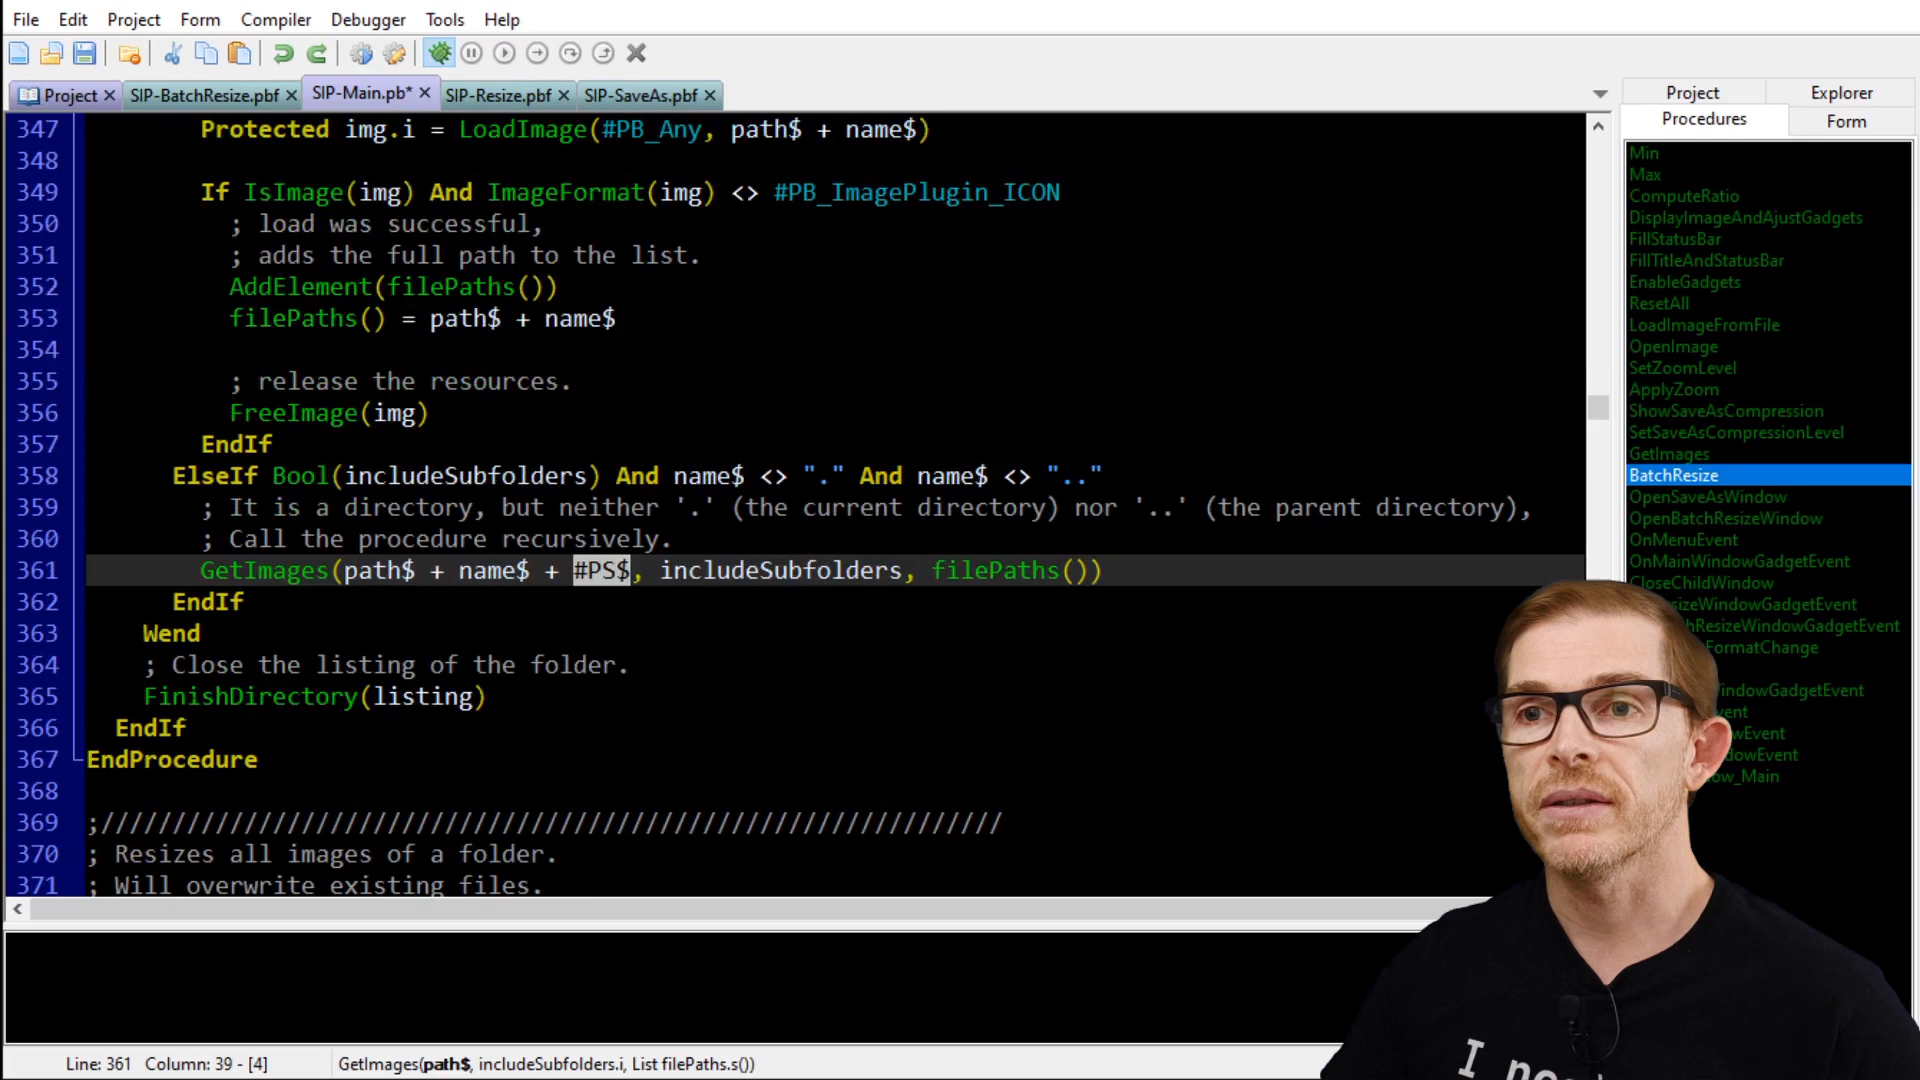 File Edit Project Form Compiler Debugger Tools Help
Project SIP-BatchResize.pbf SIP-Main.pb* SIP-Resize.pbf SIP-SaveAs.pbf
347 Protected img.i = LoadImage(#PB_Any, path$ + name$)
348
349 If IsImage(img) And ImageFormat(img) <> #PB_ImagePlugin_ICON
350 ; load was successful,
351 ; adds the full path to the list.
352 AddElement(filePaths())
353 filePaths() = path$ + name$
354
355 ; release the resources.
356 FreeImage(img)
357 EndIf
358 ElseIf Bool(includeSubfolders) And name$ <> "." And name$ <> ".."
359 ; It is a directory, but neither '.' (the current directory) nor '..' (the parent directory),
360 ; Call the procedure recursively.
361 GetImages(path$ + name$ + #PS$, includeSubfolders, filePaths())
362 EndIf
363 Wend
364 ; Close the listing of the folder.
365 FinishDirectory(listing)
366 EndIf
367 EndProcedure
368
369 ;///////////////////////////////////////////////////////////////
370 ; Resizes all images of a folder.
371 ; Will overwrite existing files.
Line: 361 Column: 39 - [4] GetImages(path$, includeSubfolders.i, List filePaths.s())
Project Explorer
Procedures Form
Min
Max
ComputeRatio
DisplayImageAndAjustGadgets
FillStatusBar
FillTitleAndStatusBar
EnableGadgets
ResetAll
LoadImageFromFile
OpenImage
SetZoomLevel
ApplyZoom
ShowSaveAsCompression
SetSaveAsCompressionLevel
GetImages
BatchResize
OpenSaveAsWindow
OpenBatchResizeWindow
OnMenuEvent
OnMainWindowGadgetEvent
CloseChildWindow
sizeWindowGadgetEvent
hResizeWindowGadgetEvent
FormatChange
indowGadgetEvent
vent
wEvent
dowEvent
ow_Main
I